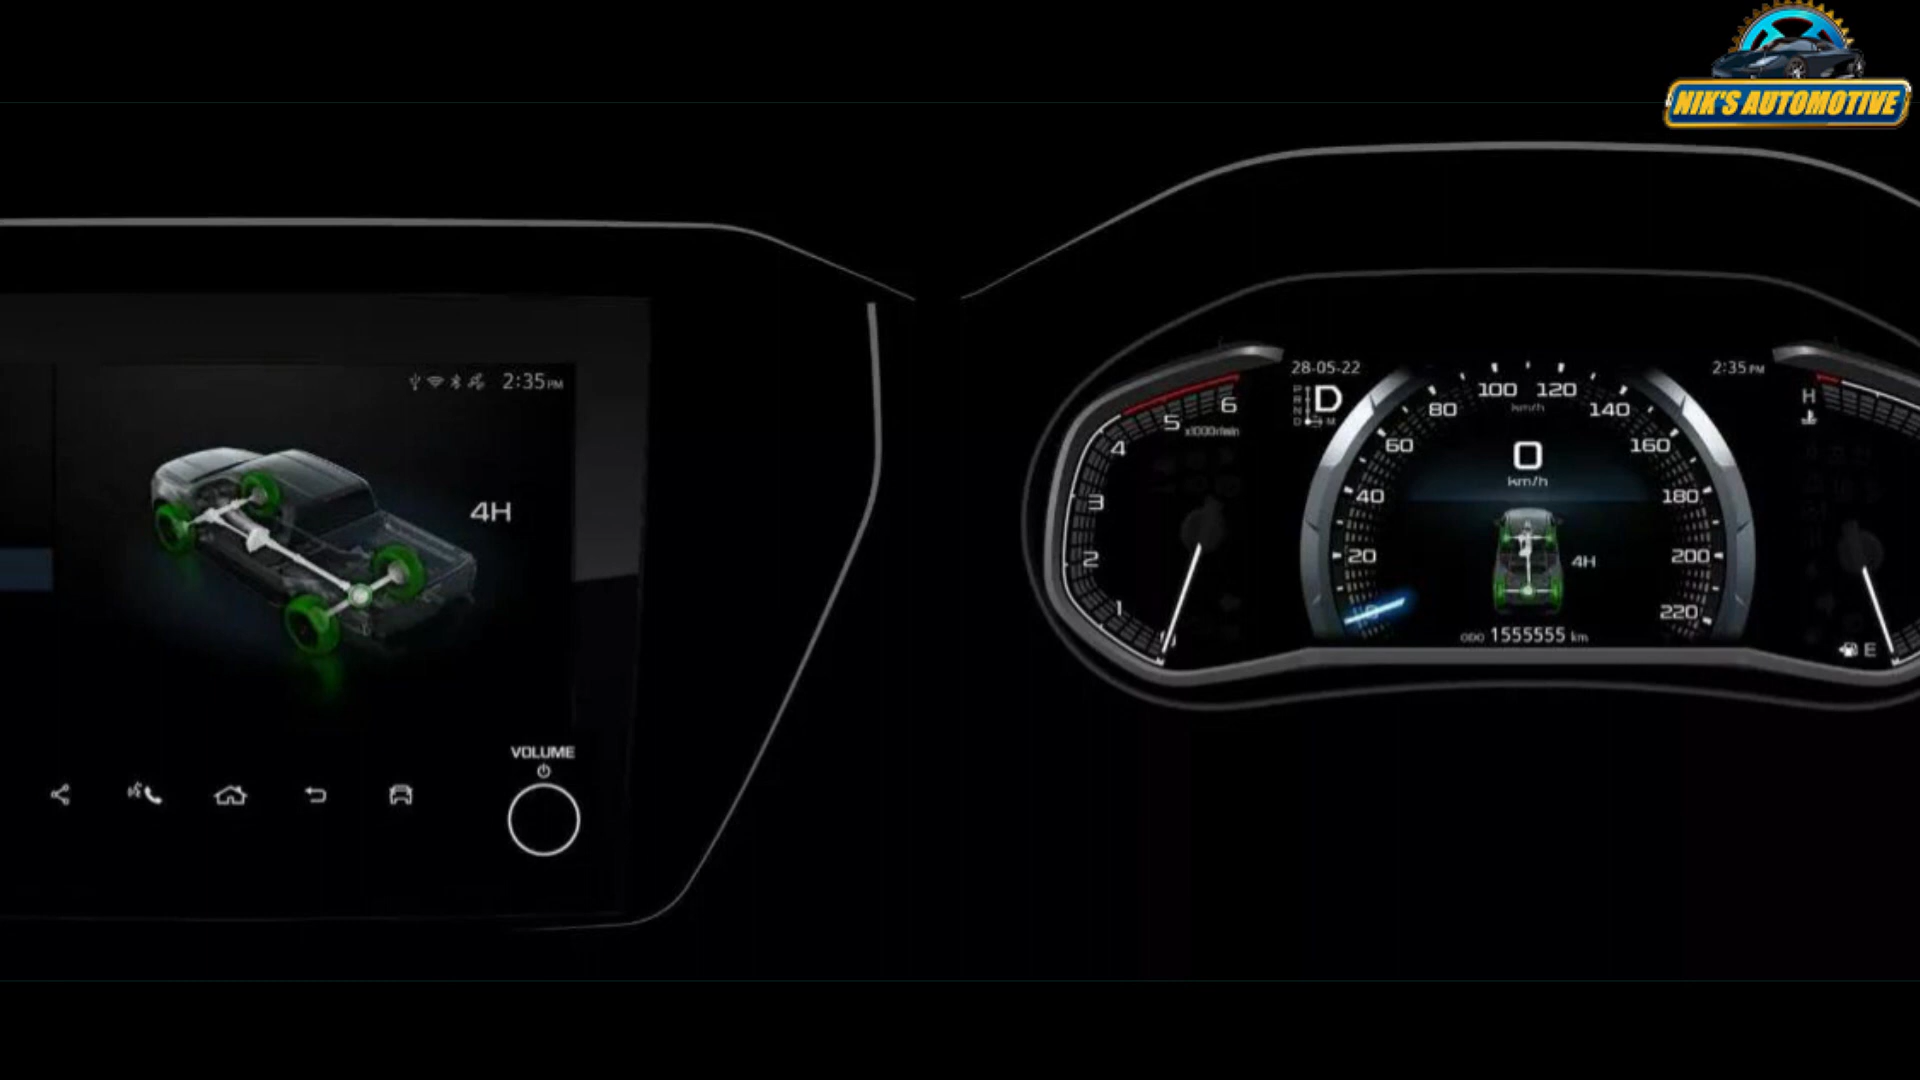 NIK'S AUTOMOTIVE
2:35PM
4H
VOLUME
28-05-22
2:35PM
P
R
N
D
M
D
6
5
x1000r/min
4
3
2
1
100
120
km/h
80
140
60
160
40
180
20
200
220
0
km/h
4H
ODO 1555555 km
H
E